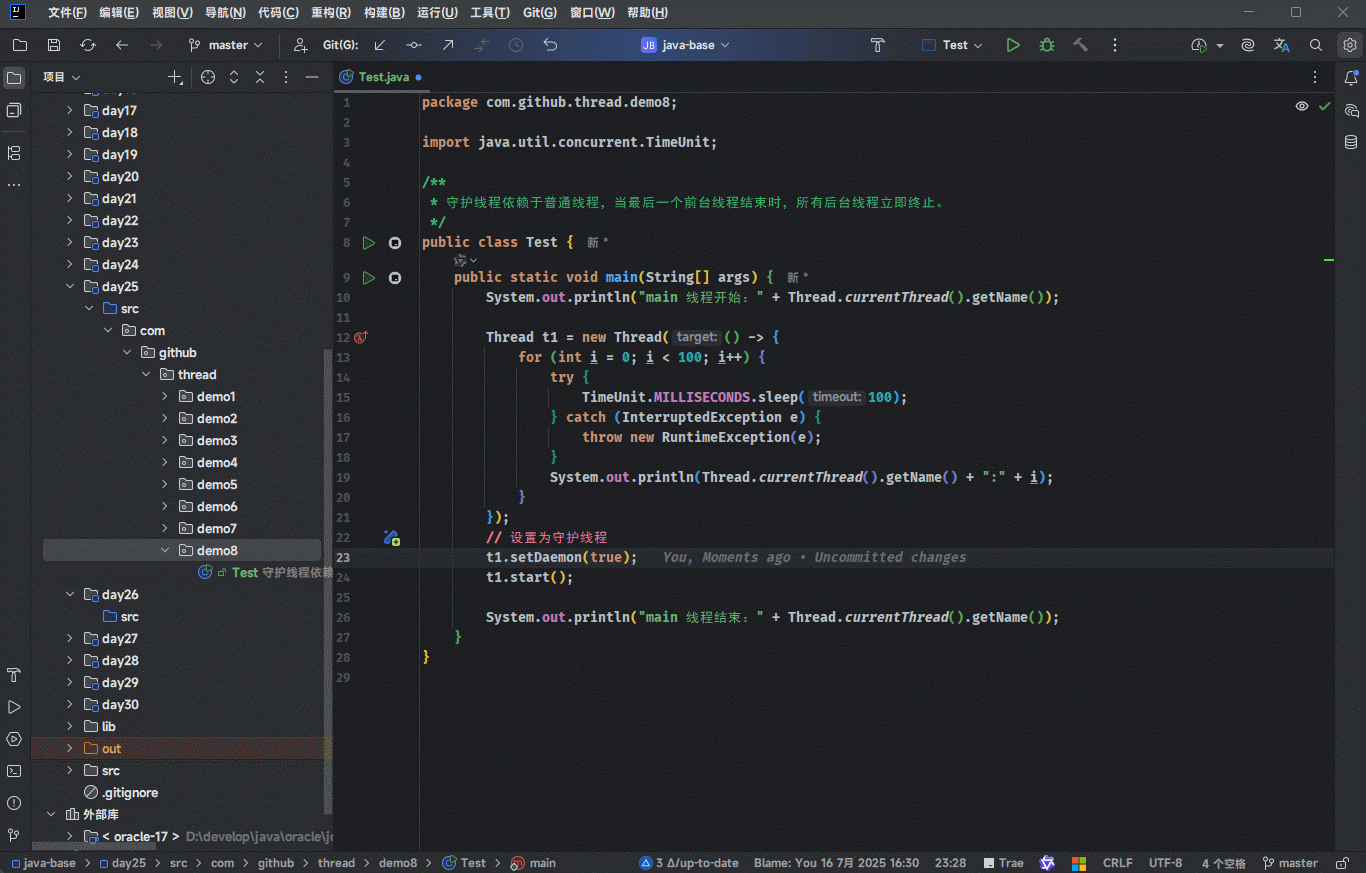 文件(F) 编辑(E) 视图(V) 导航(N) 代码(C) 重构(R) 构建(B) 运行(U) 工具(T) Git(G) 窗口(W) 帮助(H)
master Git(G): JB java-base Test
项目
Test.java
day17
day18
day19
day20
day21
day22
day23
day24
day25
src
com
github
thread
demo1
demo2
demo3
demo4
demo5
demo6
demo7
demo8
Test 守护线程依赖
day26
src
day27
day28
day29
day30
lib
out
src
.gitignore
外部库
< oracle-17 > D:\develop\java\oracle\jc
1 package com.github.thread.demo8;
2
3 import java.util.concurrent.TimeUnit;
4
5 /**
6 * 守护线程依赖于普通线程，当最后一个前台线程结束时，所有后台线程立即终止。
7 */
8 public class Test { 新 *
9 public static void main(String[] args) { 新 *
10 System.out.println("main 线程开始：" + Thread.currentThread().getName());
11
12 Thread t1 = new Thread( target: () -> {
13 for (int i = 0; i < 100; i++) {
14 try {
15 TimeUnit.MILLISECONDS.sleep( timeout: 100);
16 } catch (InterruptedException e) {
17 throw new RuntimeException(e);
18 }
19 System.out.println(Thread.currentThread().getName() + ":" + i);
20 }
21 });
22 // 设置为守护线程
23 t1.setDaemon(true); You, Moments ago • Uncommitted changes
24 t1.start();
25
26 System.out.println("main 线程结束：" + Thread.currentThread().getName());
27 }
28 }
29
java-base > day25 > src > com > github > thread > demo8 > Test > main 3 Δ/up-to-date Blame: You 16 7月 2025 16:30 23:28 Trae CRLF UTF-8 4 个空格 master